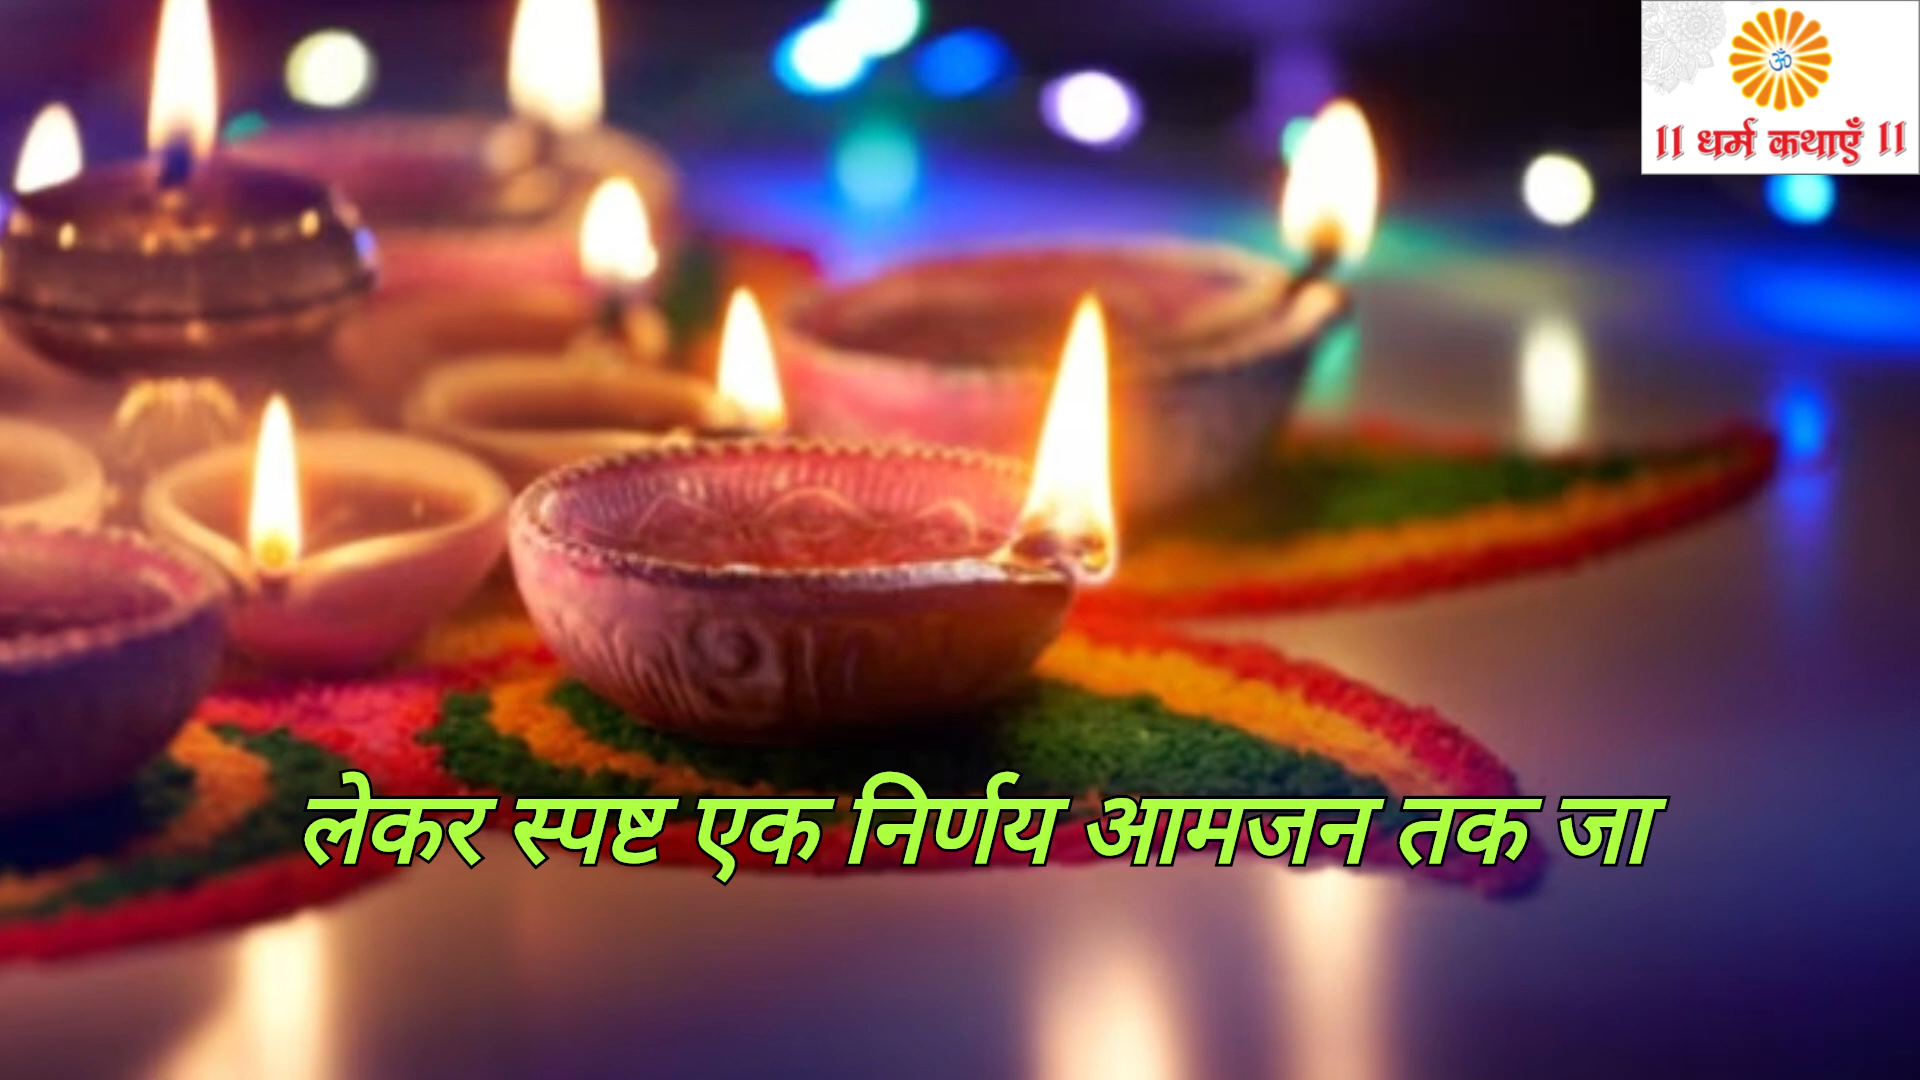 ॥ धर्म कथाएँ ॥
लेकर स्पष्ट एक निर्णय आमजन तक जा